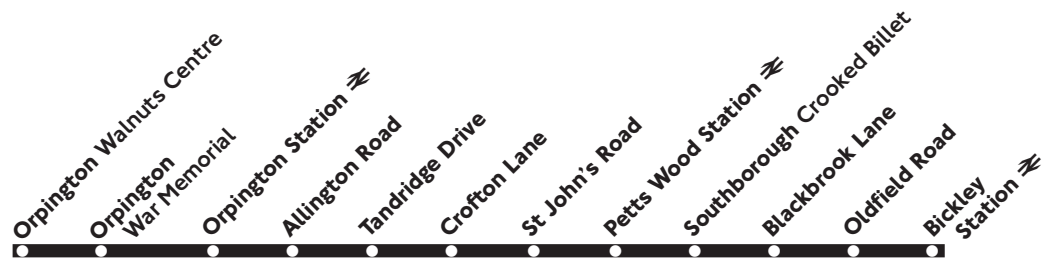 Orpington Walnuts Centre
Orpington
War Memorial
Orpington Station
Allington Road
Tandridge Drive
Crofton Lane
St John's Road
Petts Wood Station
Southborough Crooked Billet
Blackbrook Lane
Oldfield Road
Bickley
Station